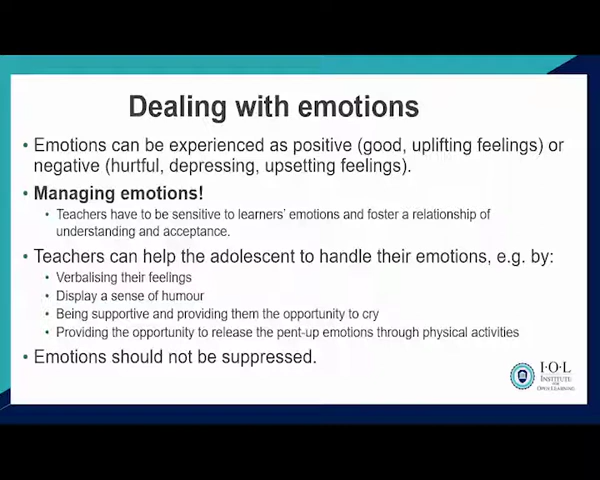 Dealing with emotions
• Emotions can be experienced as positive (good, uplifting feelings) or
negative (hurtful, depressing, upsetting feelings).
• Managing emotions!
• Teachers have to be sensitive to learners' emotions and foster a relationship of
understanding and acceptance.
• Teachers can help the adolescent to handle their emotions, e.g. by:
• Verbalising their feelings
• Display a sense of humour
• Being supportive and providing them the opportunity to cry
• Providing the opportunity to release the pent-up emotions through physical activities
• Emotions should not be suppressed.
I·O·L
INSTITUTE
FOR
OPEN LEARNING